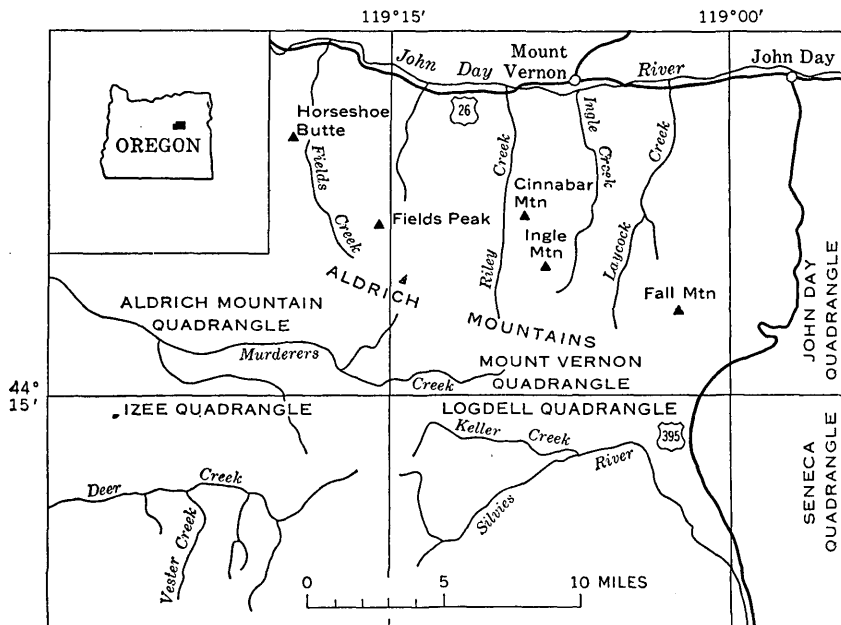 119°15'
119°00'
John Day River
Mount
Vernon
John Day
26
OREGON
Horseshoe
Butte
Fields
Creek
Fields Peak
Riley
Creek
Ingle
Creek
Cinnabar
Mtn
Ingle
Mtn
Laycock
Creek
Fall Mtn
ALDRICH
MOUNTAINS
ALDRICH MOUNTAIN
QUADRANGLE
Murderers
Creek
MOUNT VERNON
QUADRANGLE
JOHN DAY
QUADRANGLE
44°
15'
IZEE QUADRANGLE
LOGDELL QUADRANGLE
395
SENECA
QUADRANGLE
Keller Creek
Silvies River
Deer Creek
Vester Creek
0 5 10 MILES